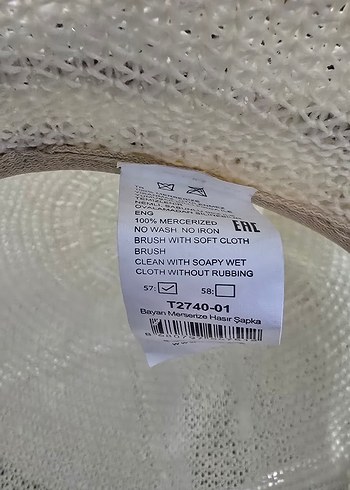 ENG
100% MERCERIZED
NO WASH NO IRON
EAC
BRUSH WITH SOFT CLOTH
BRUSH
CLEAN WITH SOAPY WET
CLOTH WITHOUT RUBBING
57: 58:
T2740-01
Bayan Merserize Hasır Şapka